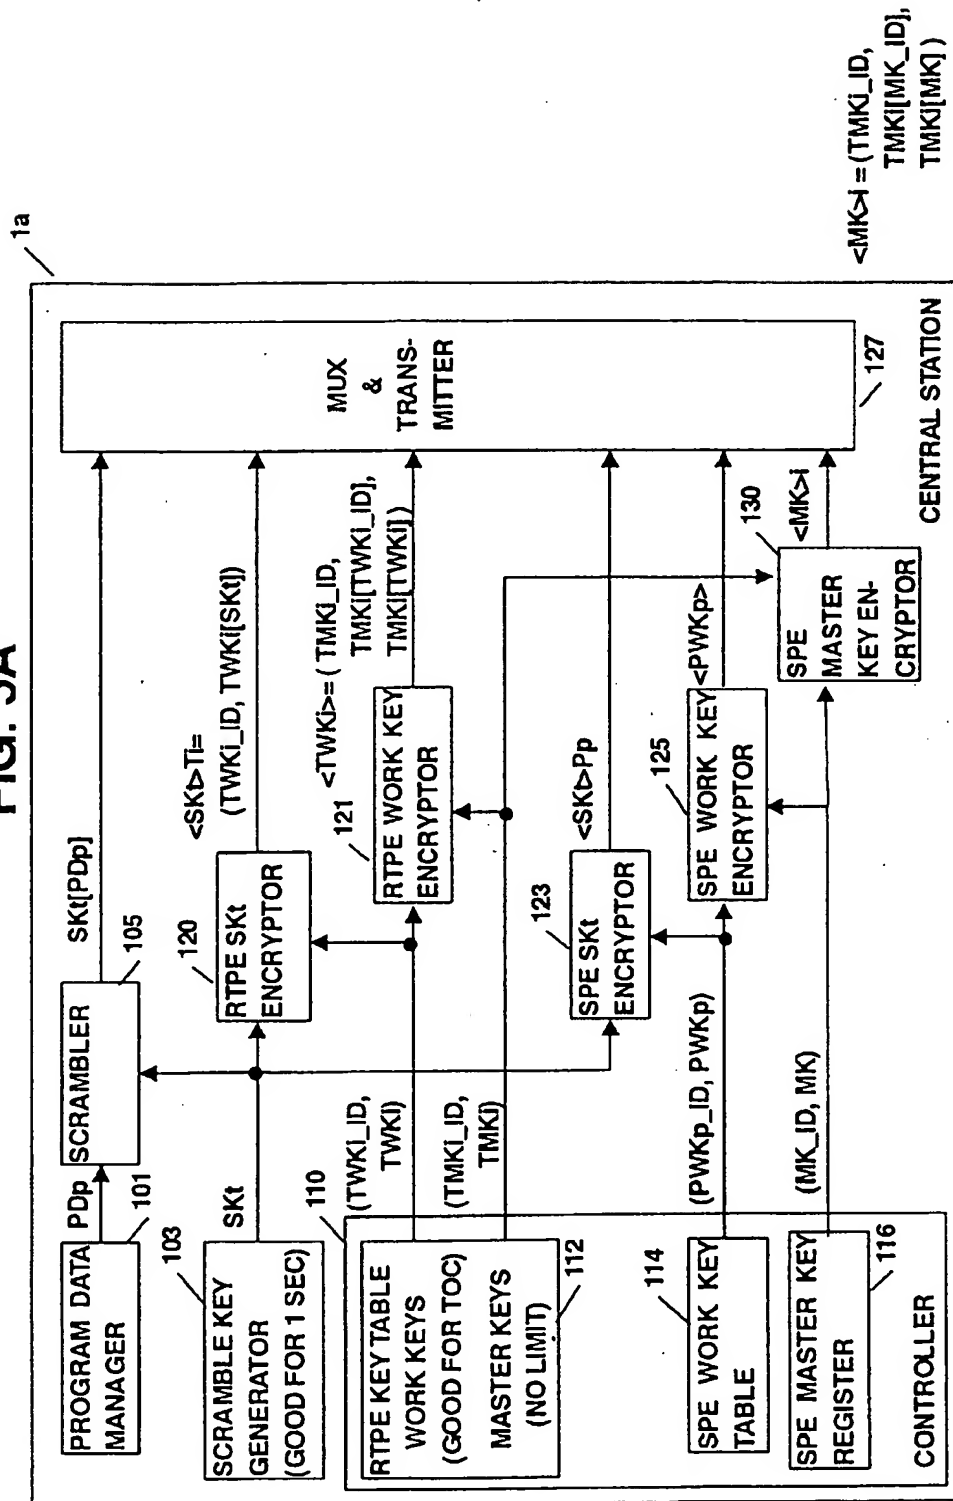 FIG.
1a
PROGRAM DATA
MANAGER
101
PDp
SCRAMBLER
105
SKt[PDp]
103
SCRAMBLE KEY
GENERATOR
(GOOD FOR 1 SEC)
SKt
120
RTPE SKt
ENCRYPTOR
<SKt>Ti=
(TWKi_ID, TWKi[SKt])
110
RTPE KEY TABLE
WORK KEYS
(GOOD FOR TOC)
MASTER KEYS
(NO LIMIT)
112
(TWKi_ID,
TWKi)
(TMKi_ID,
TMKi)
121
RTPE WORK KEY
ENCRYPTOR
<TWKi>=( TMKi_ID,
TMKi[TWKi_ID],
TMKi[TWKi] )
123
SPE SKt
ENCRYPTOR
<SKt>Pp
114
SPE WORK KEY
TABLE
(PWKp_ID, PWKp)
125
SPE WORK KEY
ENCRYPTOR
<PWKp>
SPE MASTER KEY
REGISTER
116
(MK_ID, MK)
130
SPE
MASTER
KEY EN-
CRYPTOR
<MK>i
MUX
&
TRANS-
MITTER
127
CONTROLLER
CENTRAL STATION
<MK>i = (TMKi_ID,
TMKi[MK_ID],
TMKi[MK] )